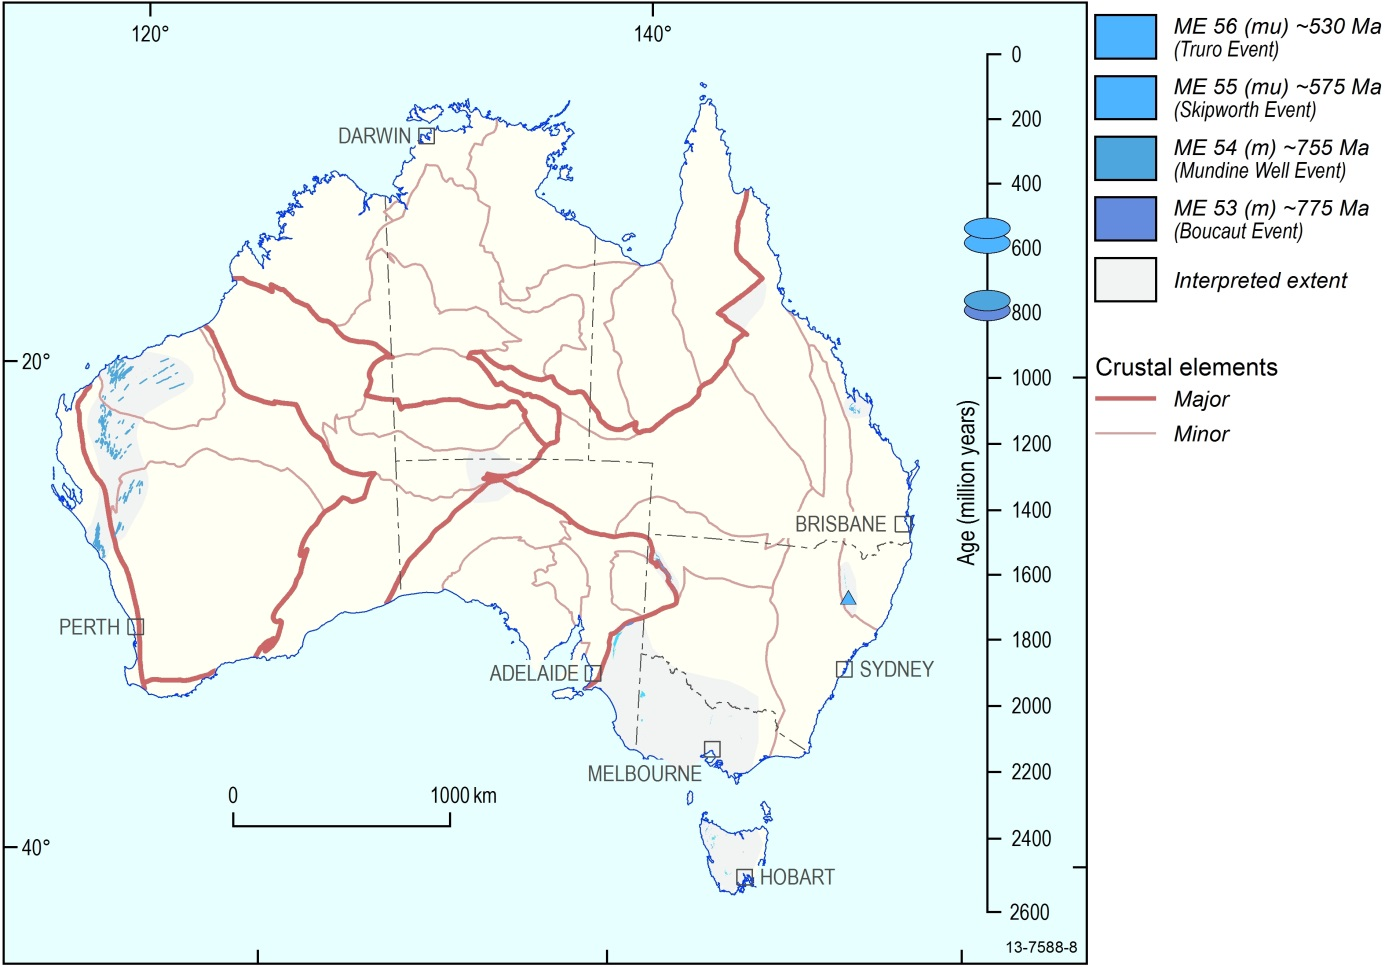 120°
140°
DARWIN
20°
PERTH
ADELAIDE
MELBOURNE
BRISBANE
SYDNEY
HOBART
0
1000 km
40°
Age (million years)
0
200
400
600
800
1000
1200
1400
1600
1800
2000
2200
2400
2600
13-7588-8
ME 56 (mu) ~530 Ma
(Truro Event)
ME 55 (mu) ~575 Ma
(Skipworth Event)
ME 54 (m) ~755 Ma
(Mundine Well Event)
ME 53 (m) ~775 Ma
(Boucaut Event)
Interpreted extent
Crustal elements
Major
Minor